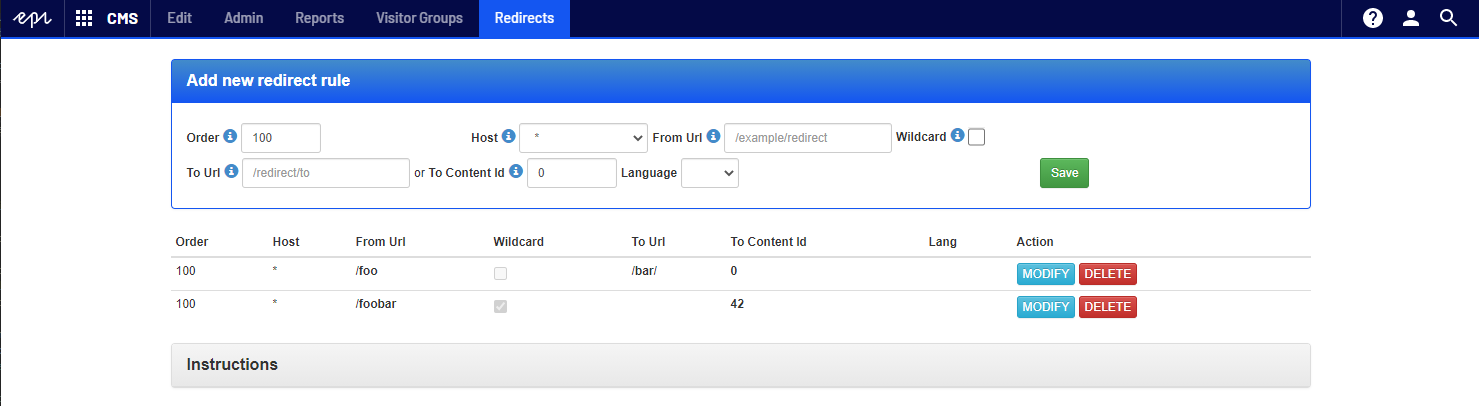 epi CMS Edit Admin Reports Visitor Groups Redirects ?
Add new redirect rule
Order i 100 Host i * From Url i /example/redirect Wildcard i
To Url i /redirect/to or To Content Id i 0 Language Save
Order Host From Url Wildcard To Url To Content Id Lang Action
100 * /foo /bar/ 0 MODIFY DELETE
100 * /foobar 42 MODIFY DELETE
Instructions